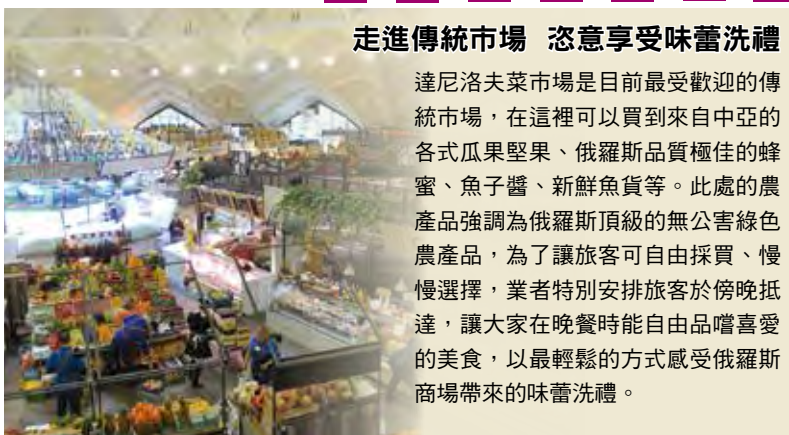 走進傳統市場 恣意享受味蕾洗禮
達尼洛夫菜市場是目前最受歡迎的傳
統市場，在這裡可以買到來自中亞的
各式瓜果堅果、俄羅斯品質極佳的蜂
蜜、魚子醬、新鮮魚貨等。此處的農
產品強調為俄羅斯頂級的無公害綠色
農產品，為了讓旅客可自由採買、慢
慢選擇，業者特別安排旅客於傍晚抵
達，讓大家在晚餐時能自由品嚐喜愛
的美食，以最輕鬆的方式感受俄羅斯
商場帶來的味蕾洗禮。